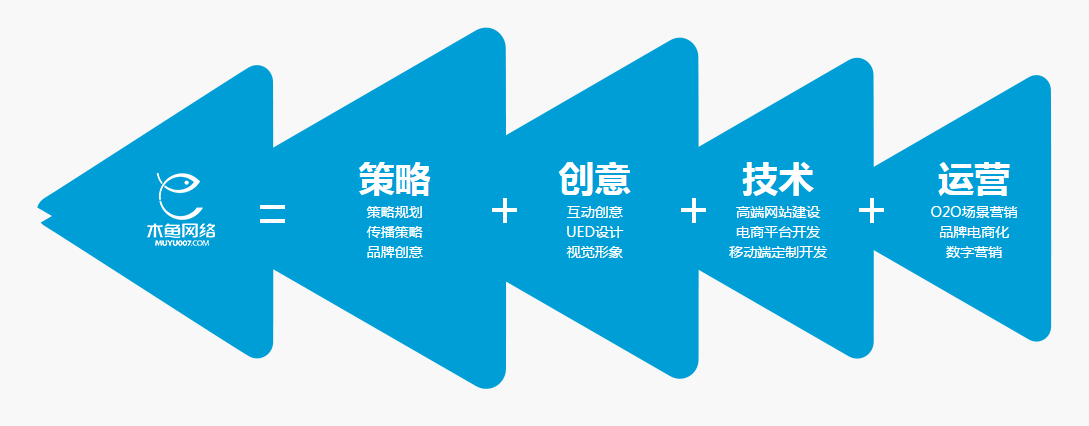 木鱼网络
MUYU007.COM
=
策略
策略规划
传播策略
品牌创意
+
创意
互动创意
UED设计
视觉形象
+
技术
高端网站建设
电商平台开发
移动端定制开发
+
运营
O2O场景营销
品牌电商化
数字营销